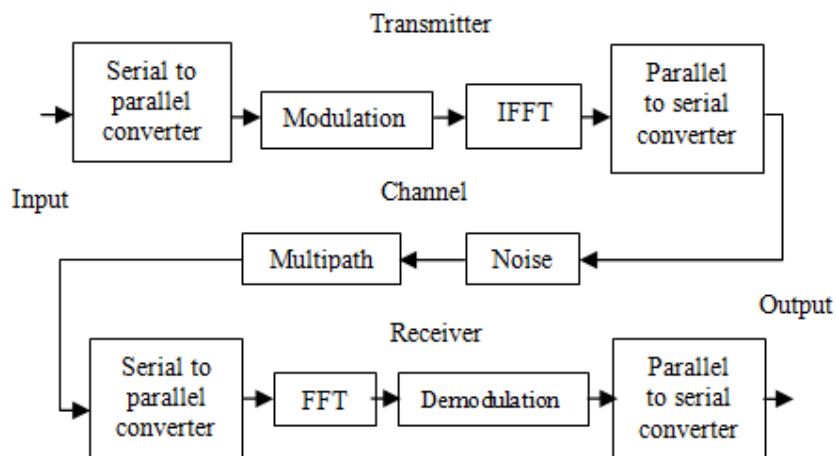 Transmitter
Serial to
parallel
converter
Modulation
IFFT
Parallel
to serial
converter
Input
Channel
Multipath
Noise
Output
Receiver
Serial to
parallel
converter
FFT
Demodulation
Parallel
to serial
converter